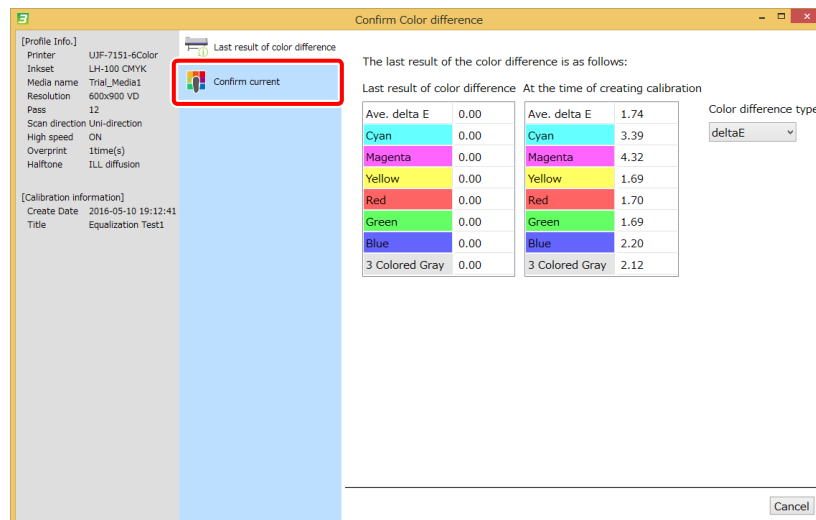 Confirm Color difference
[Profile Info.]
Printer UJF-7151-6Color
Inkset LH-100 CMYK
Media name Trial_Media1
Resolution 600x900 VD
Pass 12
Scan direction Uni-direction
High speed ON
Overprint 1time(s)
Halftone ILL diffusion
[Calibration information]
Create Date 2016-05-10 19:12:41
Title Equalization Test1
Last result of color difference
Confirm current
The last result of the color difference is as follows:
Last result of color difference At the time of creating calibration
Ave. delta E 0.00 Ave. delta E 1.74
Cyan 0.00 Cyan 3.39
Magenta 0.00 Magenta 4.32
Yellow 0.00 Yellow 1.69
Red 0.00 Red 1.70
Green 0.00 Green 1.69
Blue 0.00 Blue 2.20
3 Colored Gray 0.00 3 Colored Gray 2.12
Color difference type
deltaE
Cancel